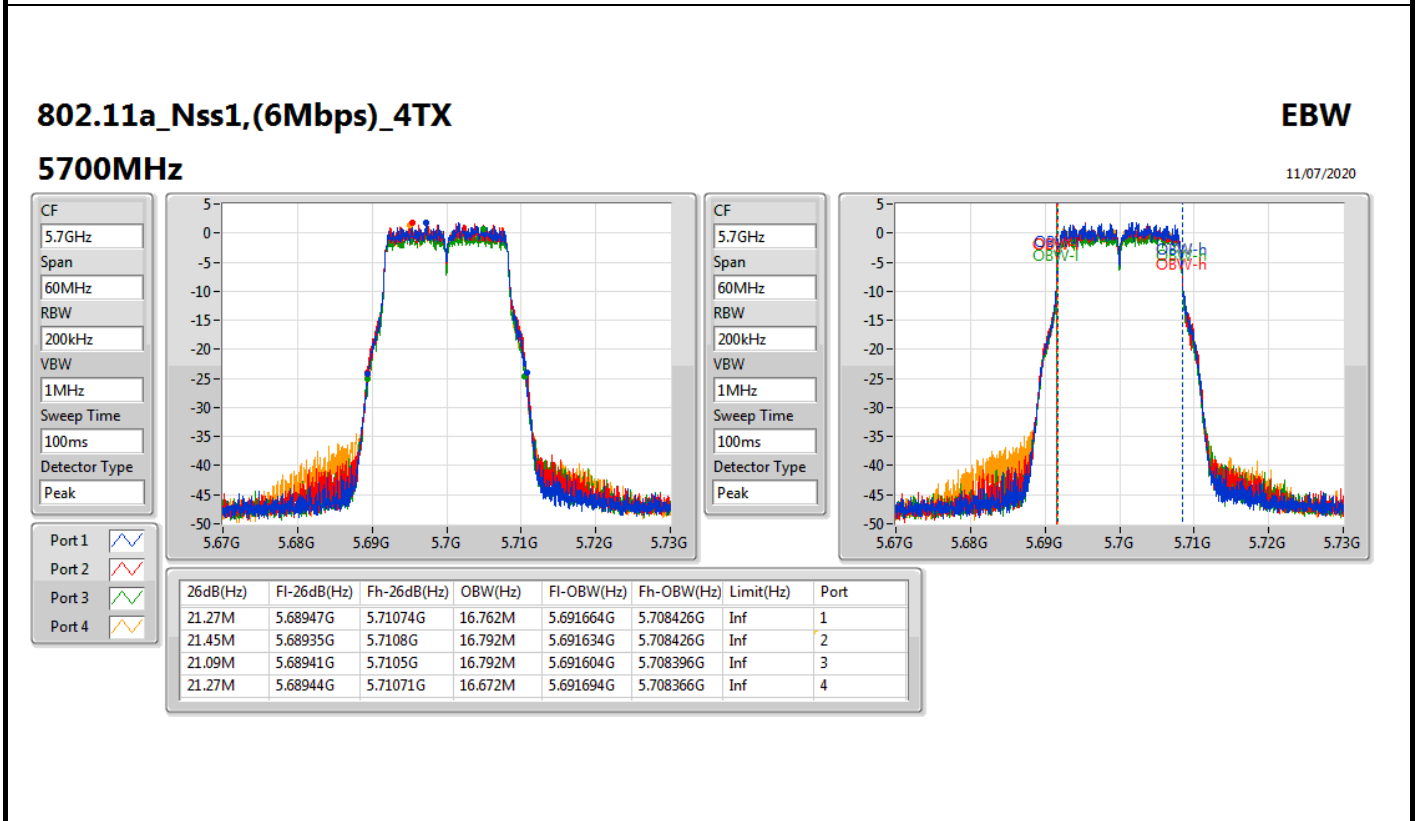 802.11a_Nss1,(6Mbps)_4TX
EBW
5700MHz
11/07/2020
CF
5.7GHz
Span
60MHz
RBW
200kHz
VBW
1MHz
Sweep Time
100ms
Detector Type
Peak
5
0
-5
-10
-15
-20
-25
-30
-35
-40
-45
-50
5.67G 5.68G 5.69G 5.7G 5.71G 5.72G 5.73G
CF
5.7GHz
Span
60MHz
RBW
200kHz
VBW
1MHz
Sweep Time
100ms
Detector Type
Peak
5
0
-5
-10
-15
-20
-25
-30
-35
-40
-45
-50
OBW-l
OBW-h
OBW-h
5.67G 5.68G 5.69G 5.7G 5.71G 5.72G 5.73G
Port 1
Port 2
Port 3
Port 4
26dB(Hz) Fl-26dB(Hz) Fh-26dB(Hz) OBW(Hz) Fl-OBW(Hz) Fh-OBW(Hz) Limit(Hz) Port
21.27M 5.68947G 5.71074G 16.762M 5.691664G 5.708426G Inf 1
21.45M 5.68935G 5.7108G 16.792M 5.691634G 5.708426G Inf 2
21.09M 5.68941G 5.7105G 16.792M 5.691604G 5.708396G Inf 3
21.27M 5.68944G 5.71071G 16.672M 5.691694G 5.708366G Inf 4